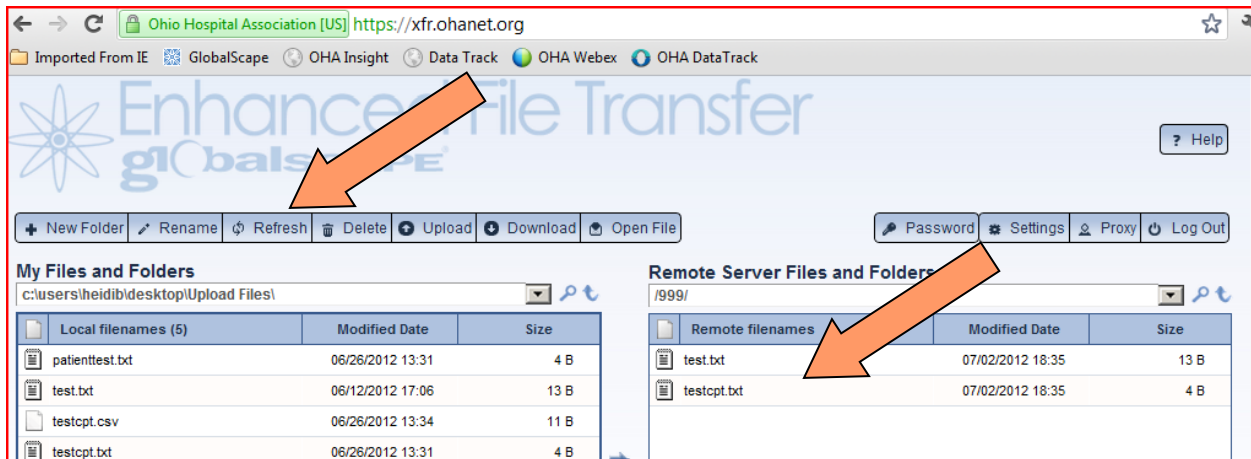 Ohio Hospital Association [US] https://xfr.ohanet.org
Imported From IE GlobalScape OHA Insight Data Track OHA Webex OHA DataTrack
Enhanced File Transfer
? Help
New Folder Rename Refresh Delete Upload Download Open File Password Settings Proxy Log Out
My Files and Folders
c:\users\heidib\desktop\Upload Files\
Local filenames (5) Modified Date Size
patienttest.txt 06/26/2012 13:31 4 B
test.txt 06/12/2012 17:06 13 B
testcpt.csv 06/26/2012 13:34 11 B
testcpt.txt 06/26/2012 13:31 4 B
Remote Server Files and Folders
/999/
Remote filenames Modified Date Size
test.txt 07/02/2012 18:35 13 B
testcpt.txt 07/02/2012 18:35 4 B